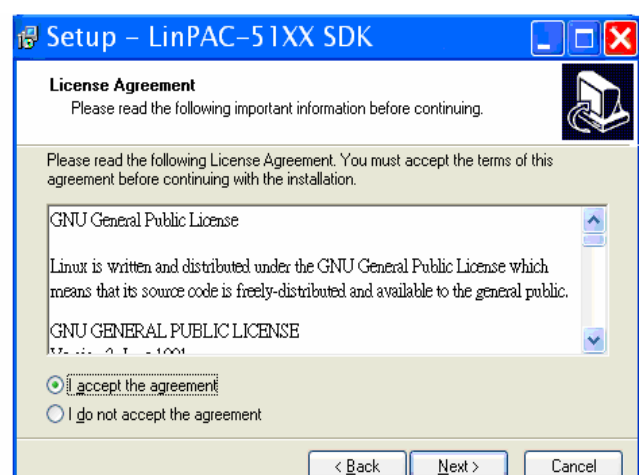 Setup – LinPAC-51XX SDK
License Agreement
Please read the following important information before continuing.
Please read the following License Agreement. You must accept the terms of this
agreement before continuing with the installation.
GNU General Public License
Linux is written and distributed under the GNU General Public License which
means that its source code is freely-distributed and available to the general public.
GNU GENERAL PUBLIC LICENSE
I accept the agreement
I do not accept the agreement
< Back Next > Cancel